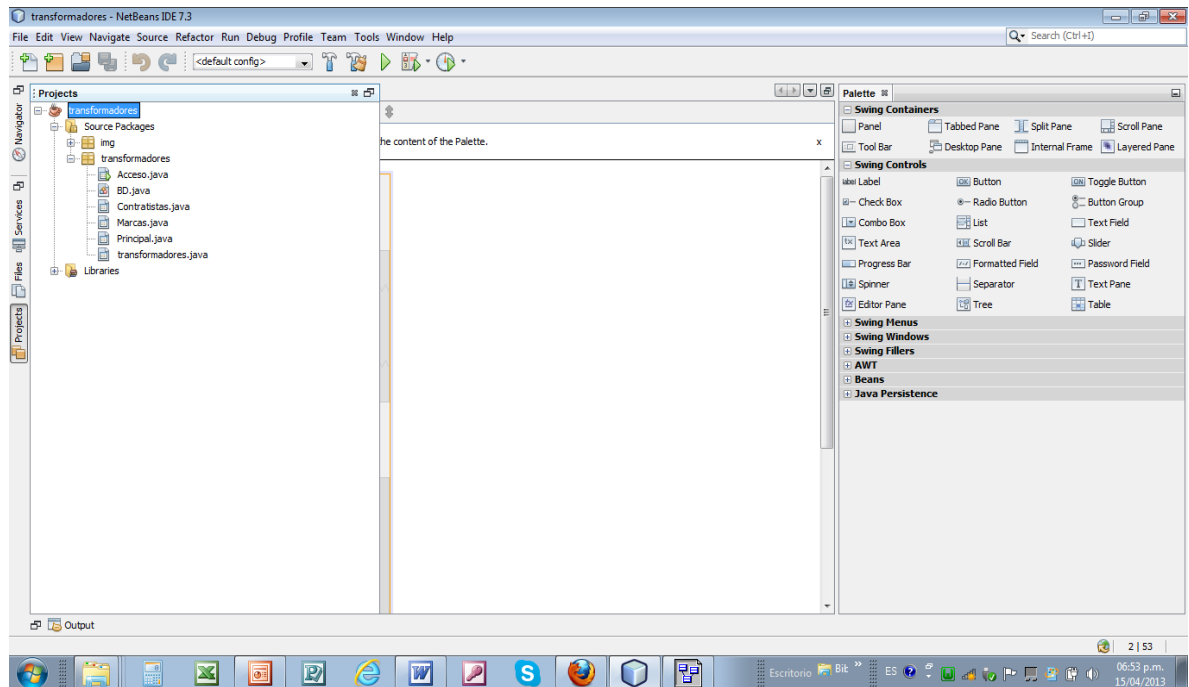 transformadores - NetBeans IDE 7.3
File Edit View Navigate Source Refactor Run Debug Profile Team Tools Window Help
Search (Ctrl+I)
<default config>
Projects
Navigator
Services
Files
Projects
transformadores
Source Packages
img
transformadores
Acceso.java
BD.java
Contratistas.java
Marcas.java
Principal.java
transformadores.java
Libraries
he content of the Palette.
x
Palette
Swing Containers
Panel Tabbed Pane Split Pane Scroll Pane
Tool Bar Desktop Pane Internal Frame Layered Pane
Swing Controls
label Label OK Button ON Toggle Button
Check Box Radio Button Button Group
Combo Box List Text Field
Text Area Scroll Bar Slider
Progress Bar Formatted Field Password Field
Spinner Separator Text Pane
Editor Pane Tree Table
Swing Menus
Swing Windows
Swing Fillers
AWT
Beans
Java Persistence
Output
2 | 53
Escritorio
ES
06:53 p.m.
15/04/2013